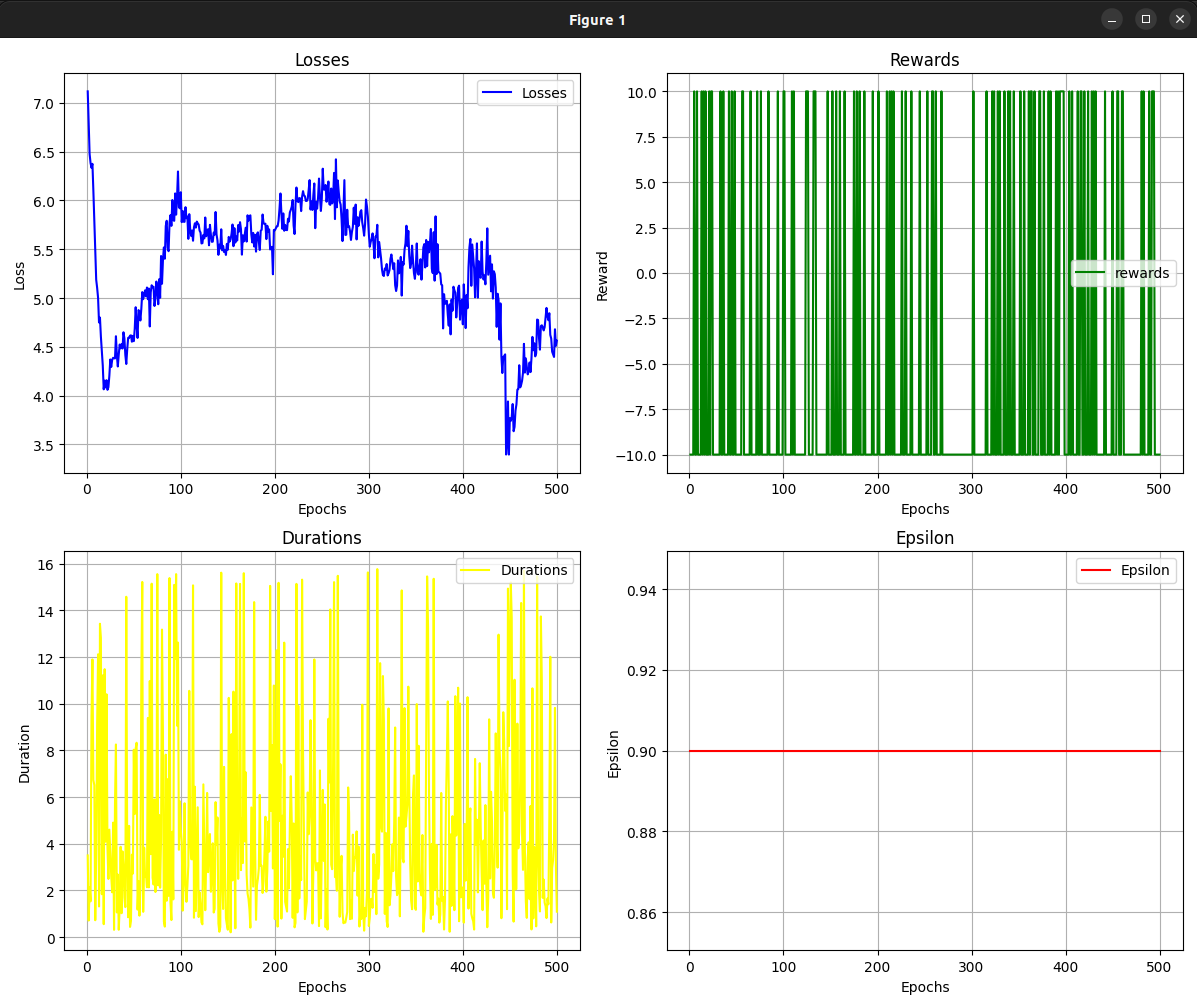 Figure 1
Losses
7.0
6.5
6.0
5.5
5.0
4.5
4.0
3.5
Loss
0 100 200 300 400 500
Epochs
Losses
Rewards
10.0
7.5
5.0
2.5
0.0
−2.5
−5.0
−7.5
−10.0
Reward
0 100 200 300 400 500
Epochs
rewards
Durations
16
14
12
10
8
6
4
2
0
Duration
0 100 200 300 400 500
Epochs
Durations
Epsilon
0.94
0.92
0.90
0.88
0.86
Epsilon
0 100 200 300 400 500
Epochs
Epsilon